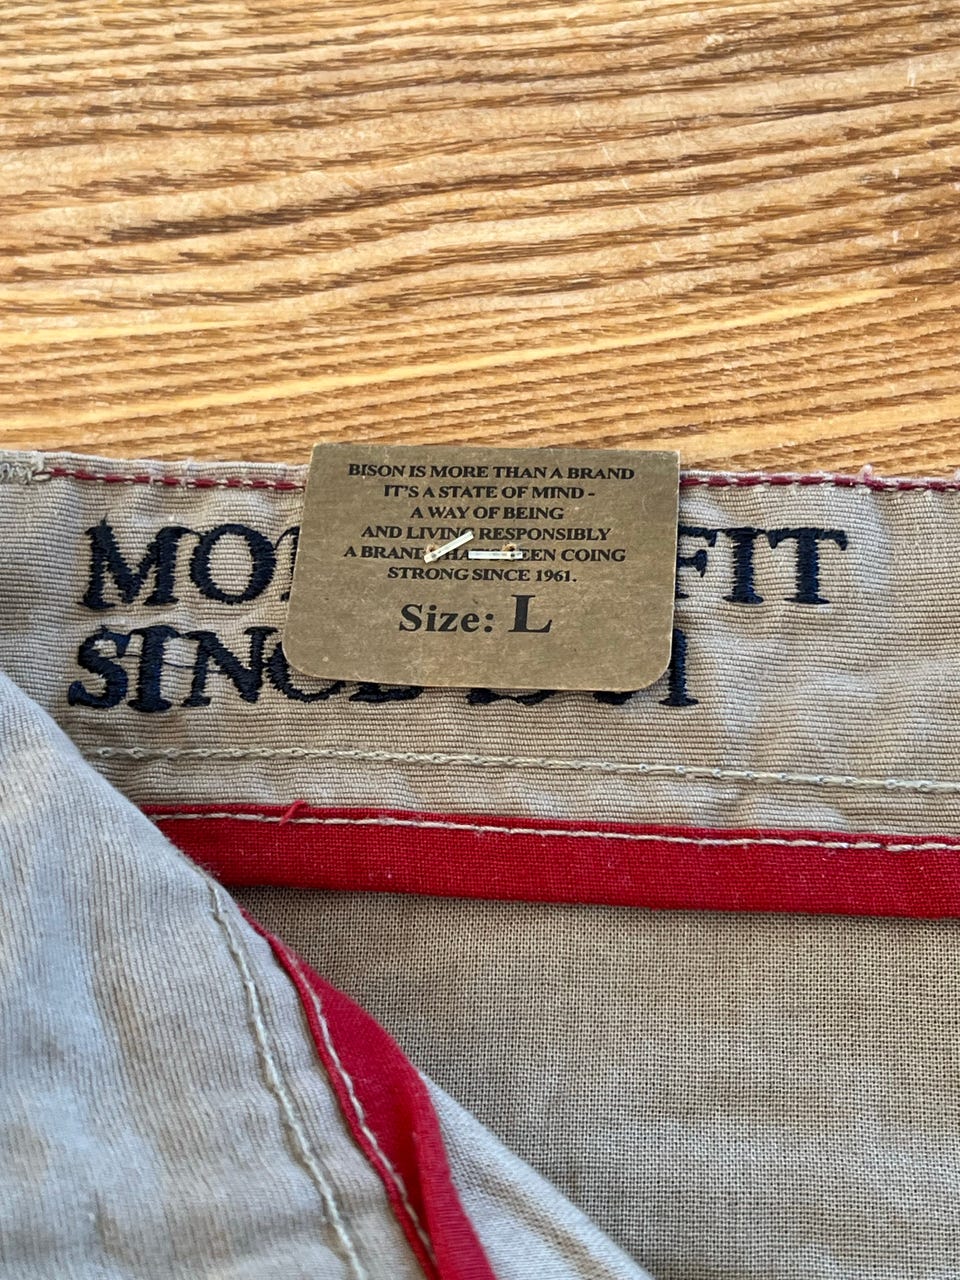 BISON IS MORE THAN A BRAND
IT'S A STATE OF MIND -
A WAY OF BEING
AND LIVING RESPONSIBLY
A BRAND COING
STRONG SINCE 1961.
Size: L
FIT
SINCE